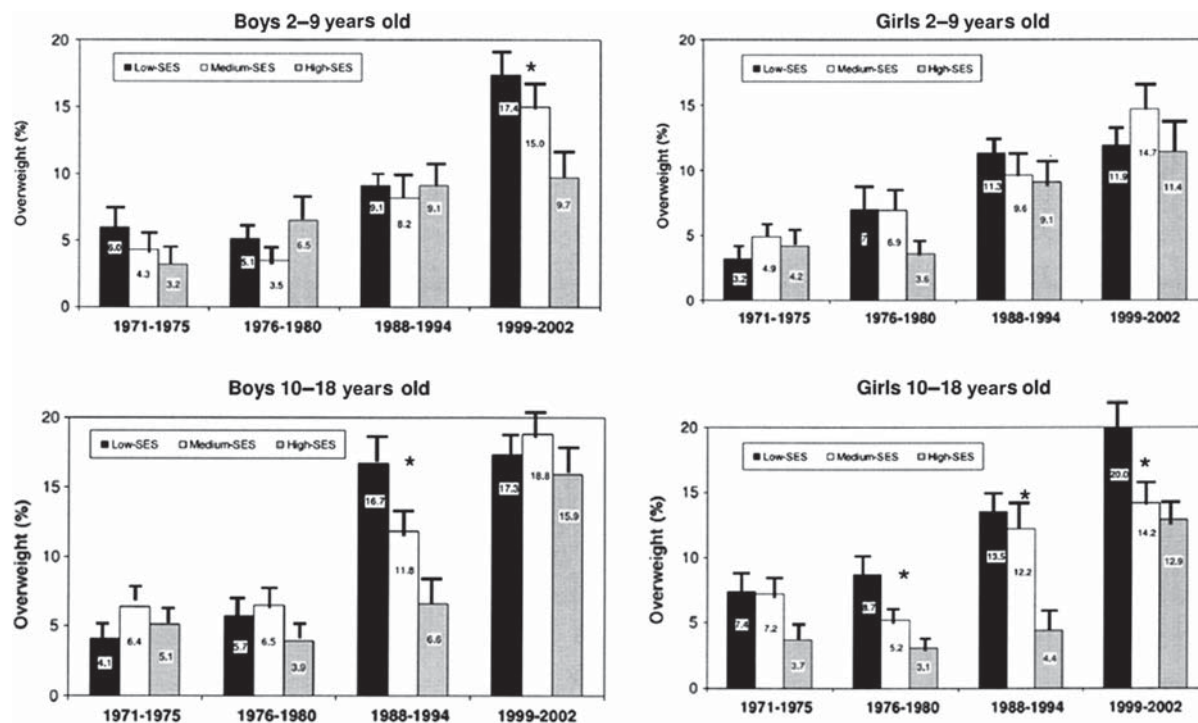 Boys 2–9 years old
Overweight (%)
20
15
10
5
0
Low-SES Medium-SES High-SES
6.0 4.3 3.2
5.1 3.5 6.5
9.1 8.2 9.1
17.4 15.0 9.7
*
1971-1975 1976-1980 1988-1994 1999-2002
Girls 2–9 years old
Overweight (%)
20
15
10
5
0
Low-SES Medium-SES High-SES
3.2 4.9 4.2
7 6.9 3.6
11.3 9.6 9.1
11.9 14.7 11.4
1971-1975 1976-1980 1988-1994 1999-2002
Boys 10–18 years old
Overweight (%)
20
15
10
5
0
Low-SES Medium-SES High-SES
4.1 6.4 5.1
5.7 6.5 3.9
16.7 11.8 6.6
*
17.3 18.8 15.9
1971-1975 1976-1980 1988-1994 1999-2002
Girls 10–18 years old
Overweight (%)
20
15
10
5
0
Low-SES Medium-SES High-SES
7.4 7.2 3.7
8.7 5.2 3.1
*
13.5 12.2 4.4
*
20.0 14.2 12.9
*
1971-1975 1976-1980 1988-1994 1999-2002